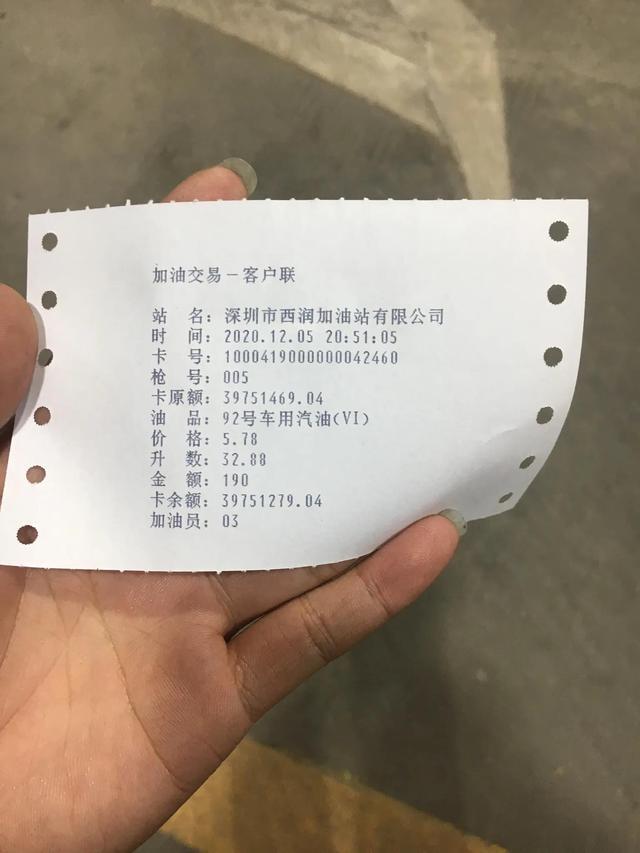 加油交易－客户联
站　名：深圳市西润加油站有限公司
时　间：2020.12.05 20:51:05
卡　号：1000419000000042460
枪　号：005
卡原额：39751469.04
油　品：92号车用汽油(VI)
价　格：5.78
升　数：32.88
金　额：190
卡余额：39751279.04
加油员：03